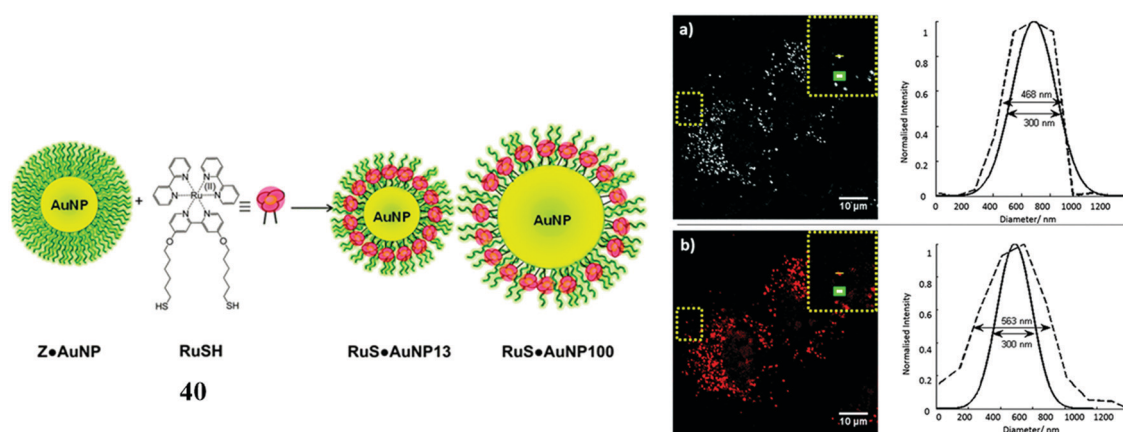 AuNP
+
N
N
N
N
(II)
Ru
N
N
O
O
HS
SH
≡
AuNP
AuNP
Z●AuNP
RuSH
RuS●AuNP13
RuS●AuNP100
40
a)
10 µm
Normalised Intensity
1
0.8
0.6
0.4
0.2
0
468 nm
300 nm
0 200 400 600 800 1000 1200
Diameter/ nm
b)
10 µm
Normalised Intensity
1
0.8
0.6
0.4
0.2
0
563 nm
300 nm
0 200 400 600 800 1000 1200
Diameter/ nm